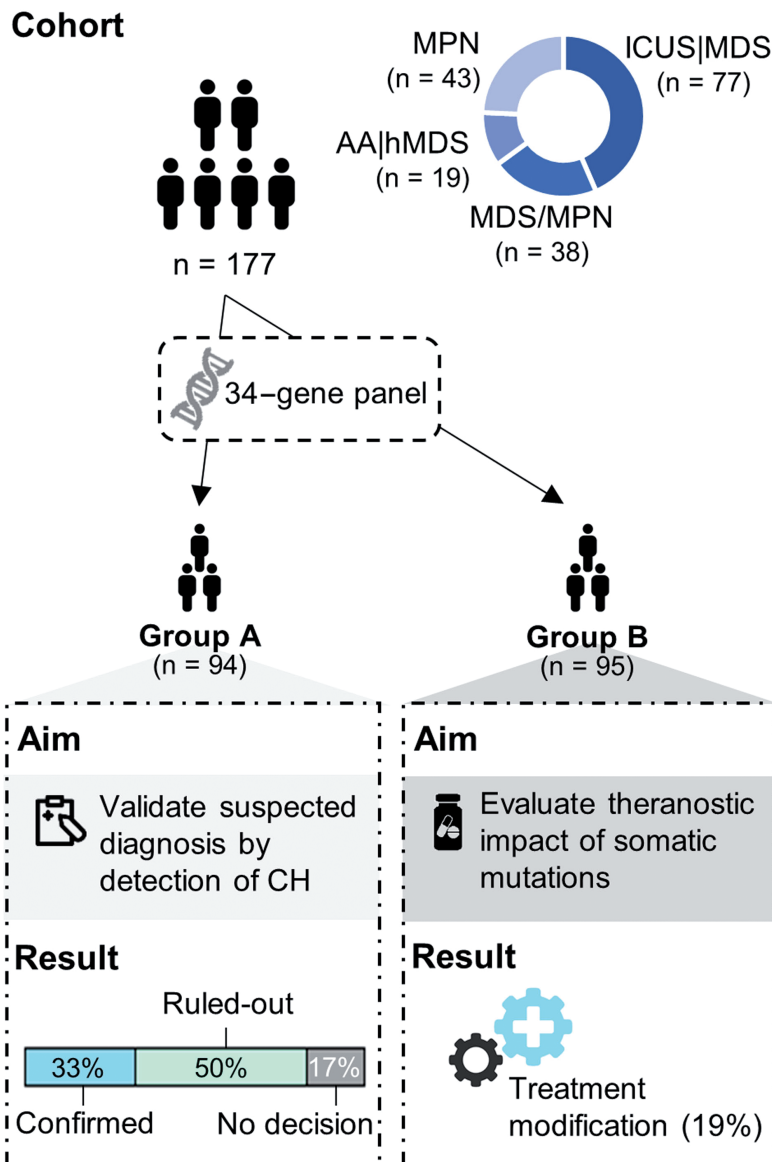 Cohort
MPN
(n = 43)
ICUS|MDS
(n = 77)
AA|hMDS
(n = 19)
MDS/MPN
(n = 38)
n = 177
34–gene panel
Group A
(n = 94)
Group B
(n = 95)
Aim
Validate suspected
diagnosis by
detection of CH
Result
Ruled-out
33%
50%
17%
Confirmed
No decision
Aim
Evaluate theranostic
impact of somatic
mutations
Result
Treatment
modification (19%)